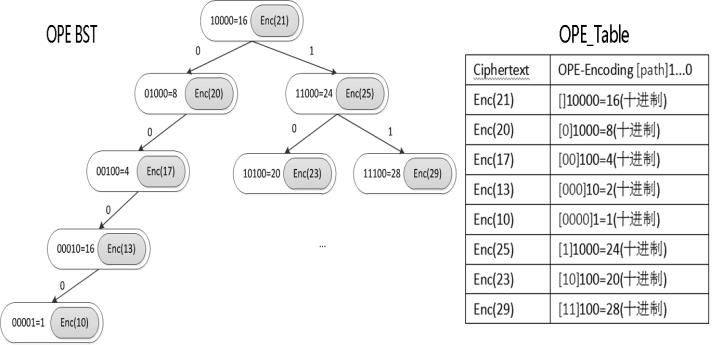 OPE BST
10000=16 Enc(21)
0 1
01000=8 Enc(20)
11000=24 Enc(25)
0 0 1
00100=4 Enc(17)
10100=20 Enc(23)
11100=28 Enc(29)
0
00010=16 Enc(13)
...
0
00001=1 Enc(10)
OPE_Table
Ciphertext OPE-Encoding [path]1...0
Enc(21) []10000=16(十进制)
Enc(20) [0]1000=8(十进制)
Enc(17) [00]100=4(十进制)
Enc(13) [000]10=2(十进制)
Enc(10) [0000]1=1(十进制)
Enc(25) [1]1000=24(十进制)
Enc(23) [10]100=20(十进制)
Enc(29) [11]100=28(十进制)